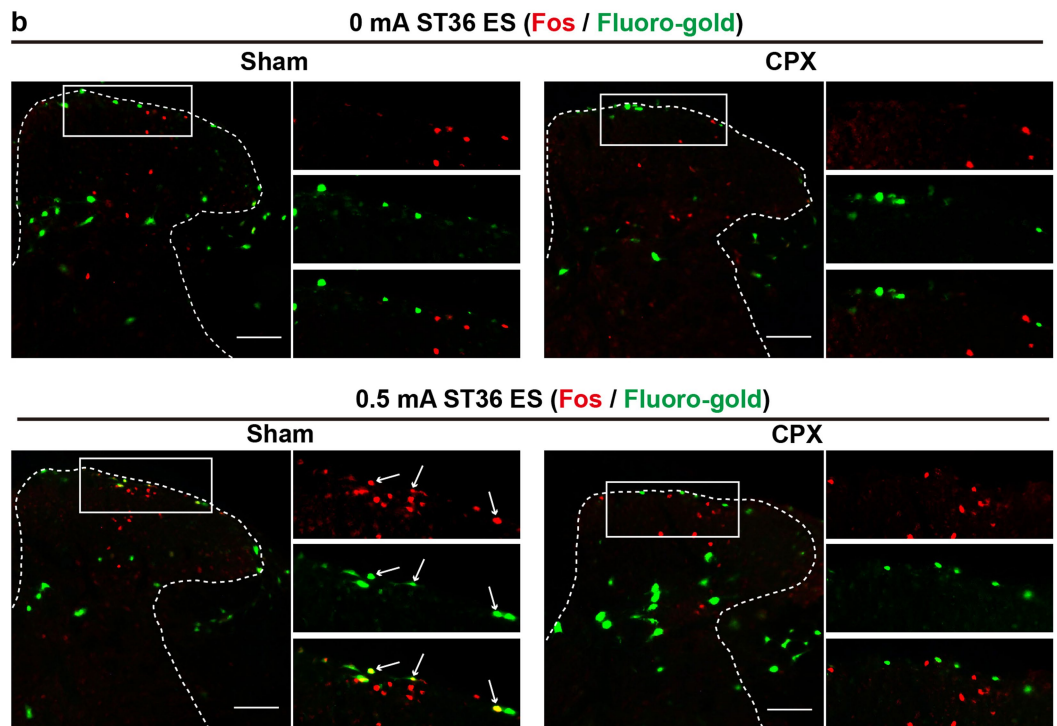 b
0 mA ST36 ES (Fos / Fluoro-gold)
Sham
CPX
0.5 mA ST36 ES (Fos / Fluoro-gold)
Sham
CPX